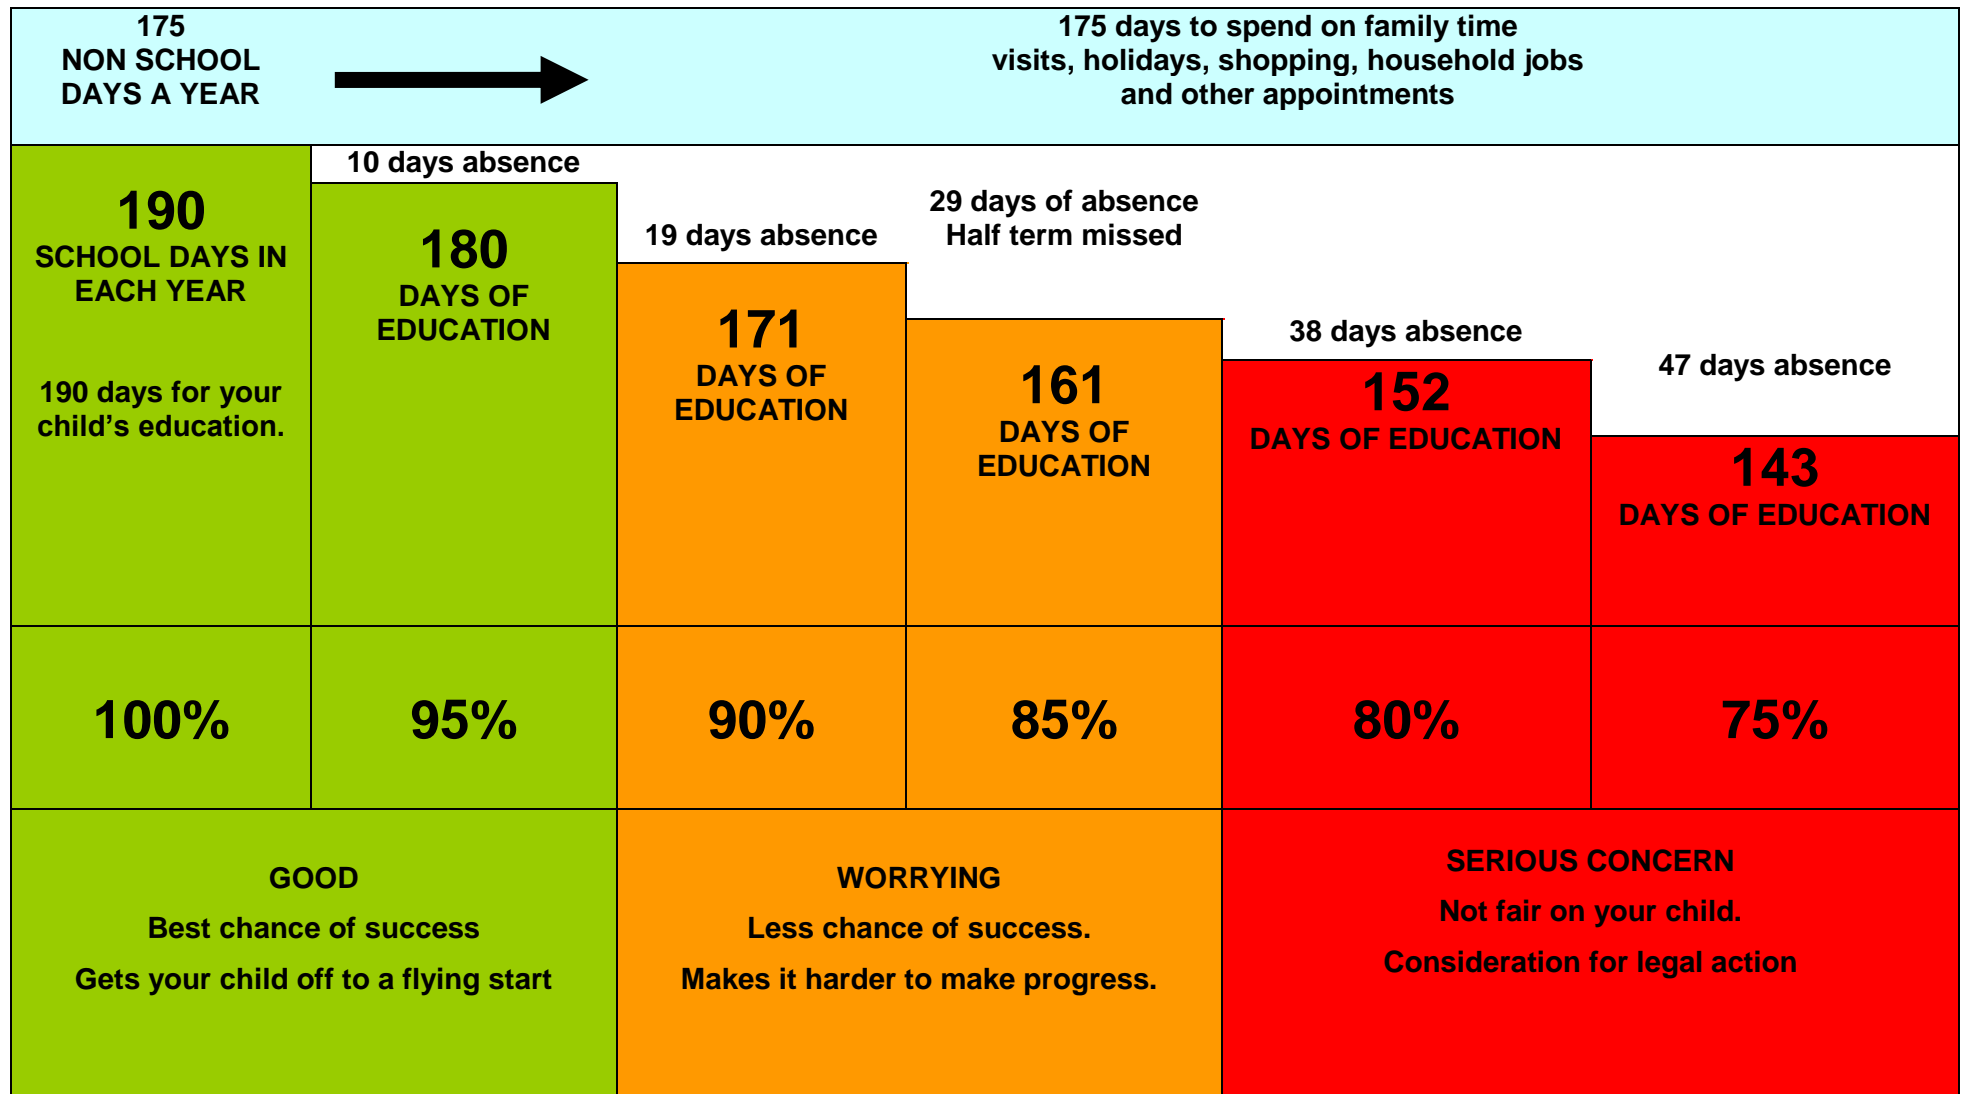 175
NON SCHOOL
DAYS A YEAR
175 days to spend on family time
visits, holidays, shopping, household jobs
and other appointments
190
SCHOOL DAYS IN
EACH YEAR
190 days for your
child’s education.
10 days absence
180
DAYS OF
EDUCATION
19 days absence
171
DAYS OF
EDUCATION
29 days of absence
Half term missed
161
DAYS OF
EDUCATION
38 days absence
152
DAYS OF EDUCATION
47 days absence
143
DAYS OF EDUCATION
100%
95%
90%
85%
80%
75%
GOOD
Best chance of success
Gets your child off to a flying start
WORRYING
Less chance of success.
Makes it harder to make progress.
SERIOUS CONCERN
Not fair on your child.
Consideration for legal action